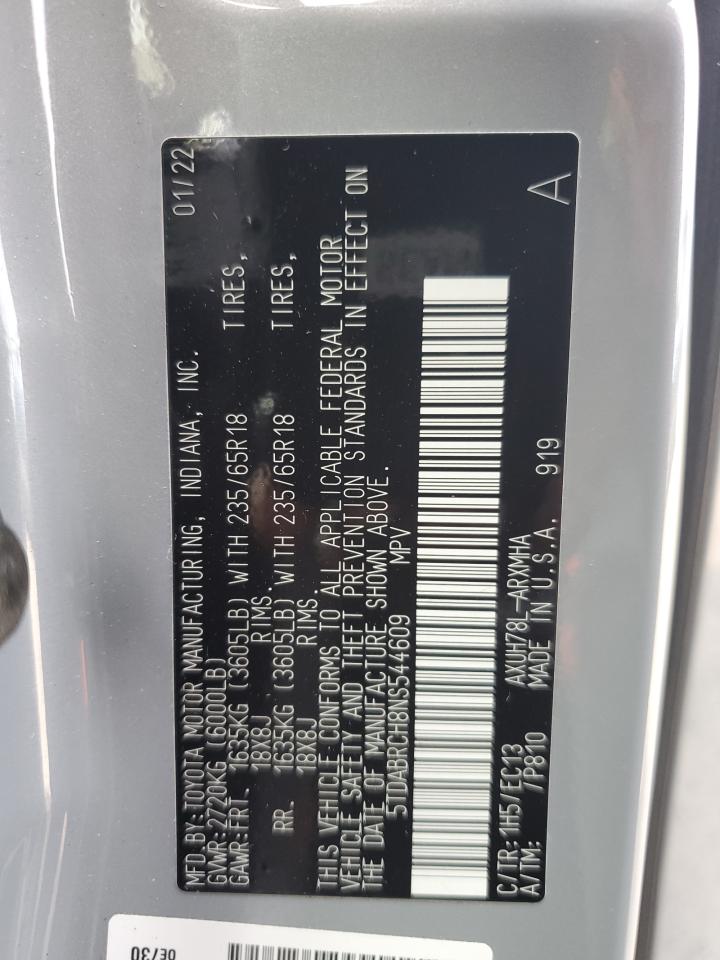 MFD BY:TOYOTA MOTOR MANUFACTURING, INDIANA, INC. 01/22
GVWR:2720KG (6000LB)
GAWR:FRT. 1635KG (3605LB) WITH 235/65R18 TIRES,
18X8J RIMS.
RR. 1635KG (3605LB) WITH 235/65R18 TIRES,
18X8J RIMS.
THIS VEHICLE CONFORMS TO ALL APPLICABLE FEDERAL MOTOR
VEHICLE SAFETY AND THEFT PREVENTION STANDARDS IN EFFECT ON
THE DATE OF MANUFACTURE SHOWN ABOVE.
5TDABRCH8NS544609 MPV
C/TR:1H5/EC13 AXUH78L-ARXMHA 919 A
A/TM: /P810 MADE IN U.S.A.
0E730